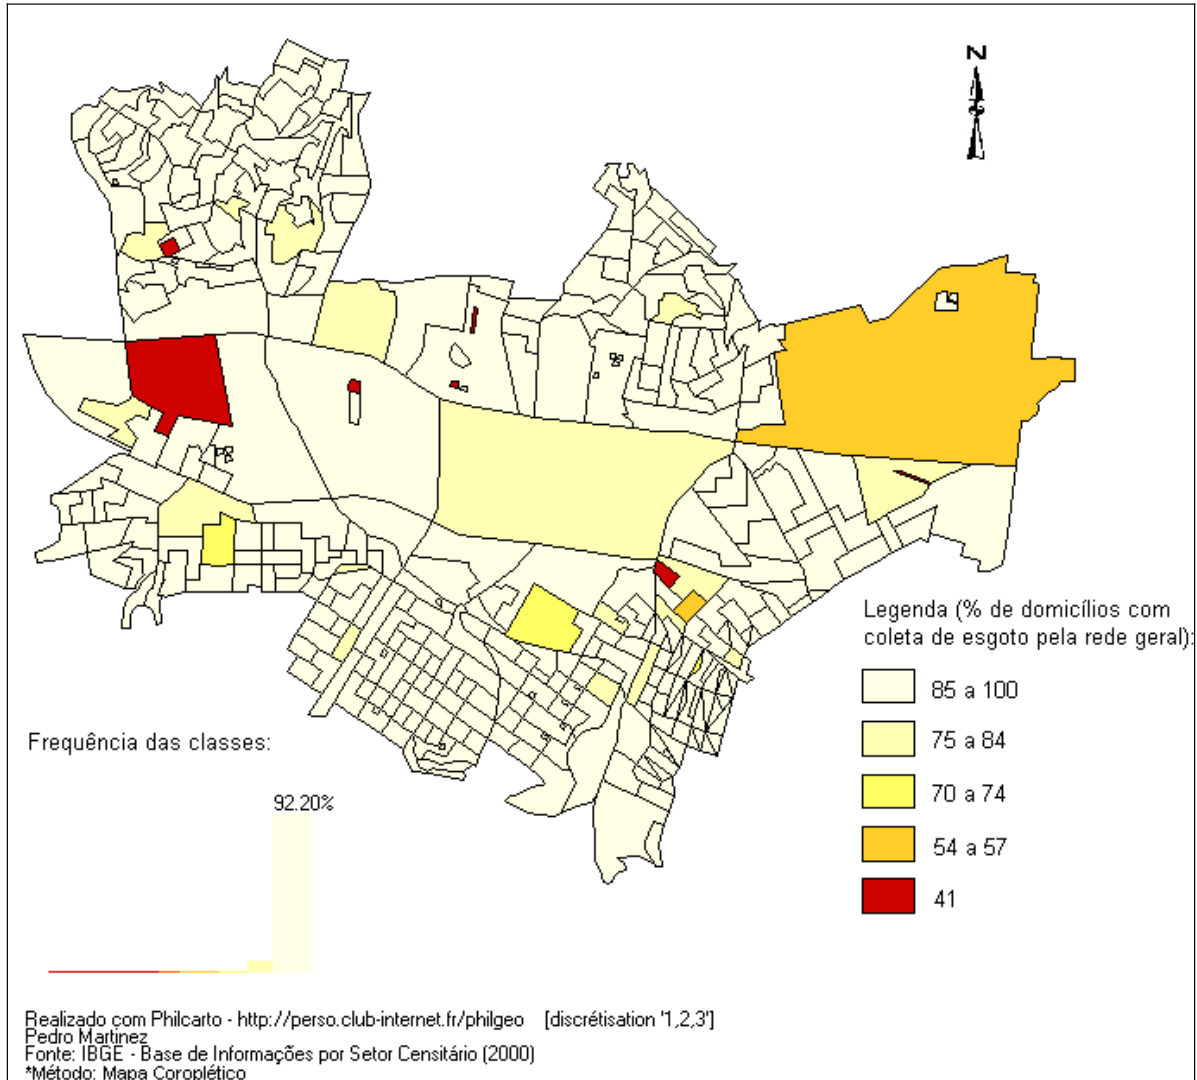 N
Legenda (% de domicílios com
coleta de esgoto pela rede geral):
85 a 100
75 a 84
70 a 74
54 a 57
41
Frequência das classes:
92.20%
Realizado com Philcarto - http://perso.club-internet.fr/philgeo [discrétisation '1,2,3']
Pedro Martinez
Fonte: IBGE - Base de Informações por Setor Censitário (2000)
*Método: Mapa Coroplético